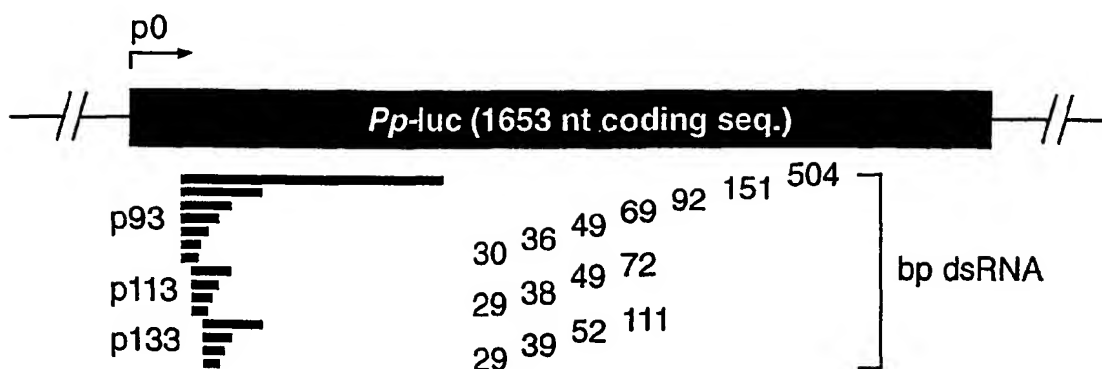 p0
Pp-luc (1653 nt coding seq.)
p93
30 36 49 69 92 151 504
p113
29 38 49 72
p133
29 39 52 111
bp dsRNA